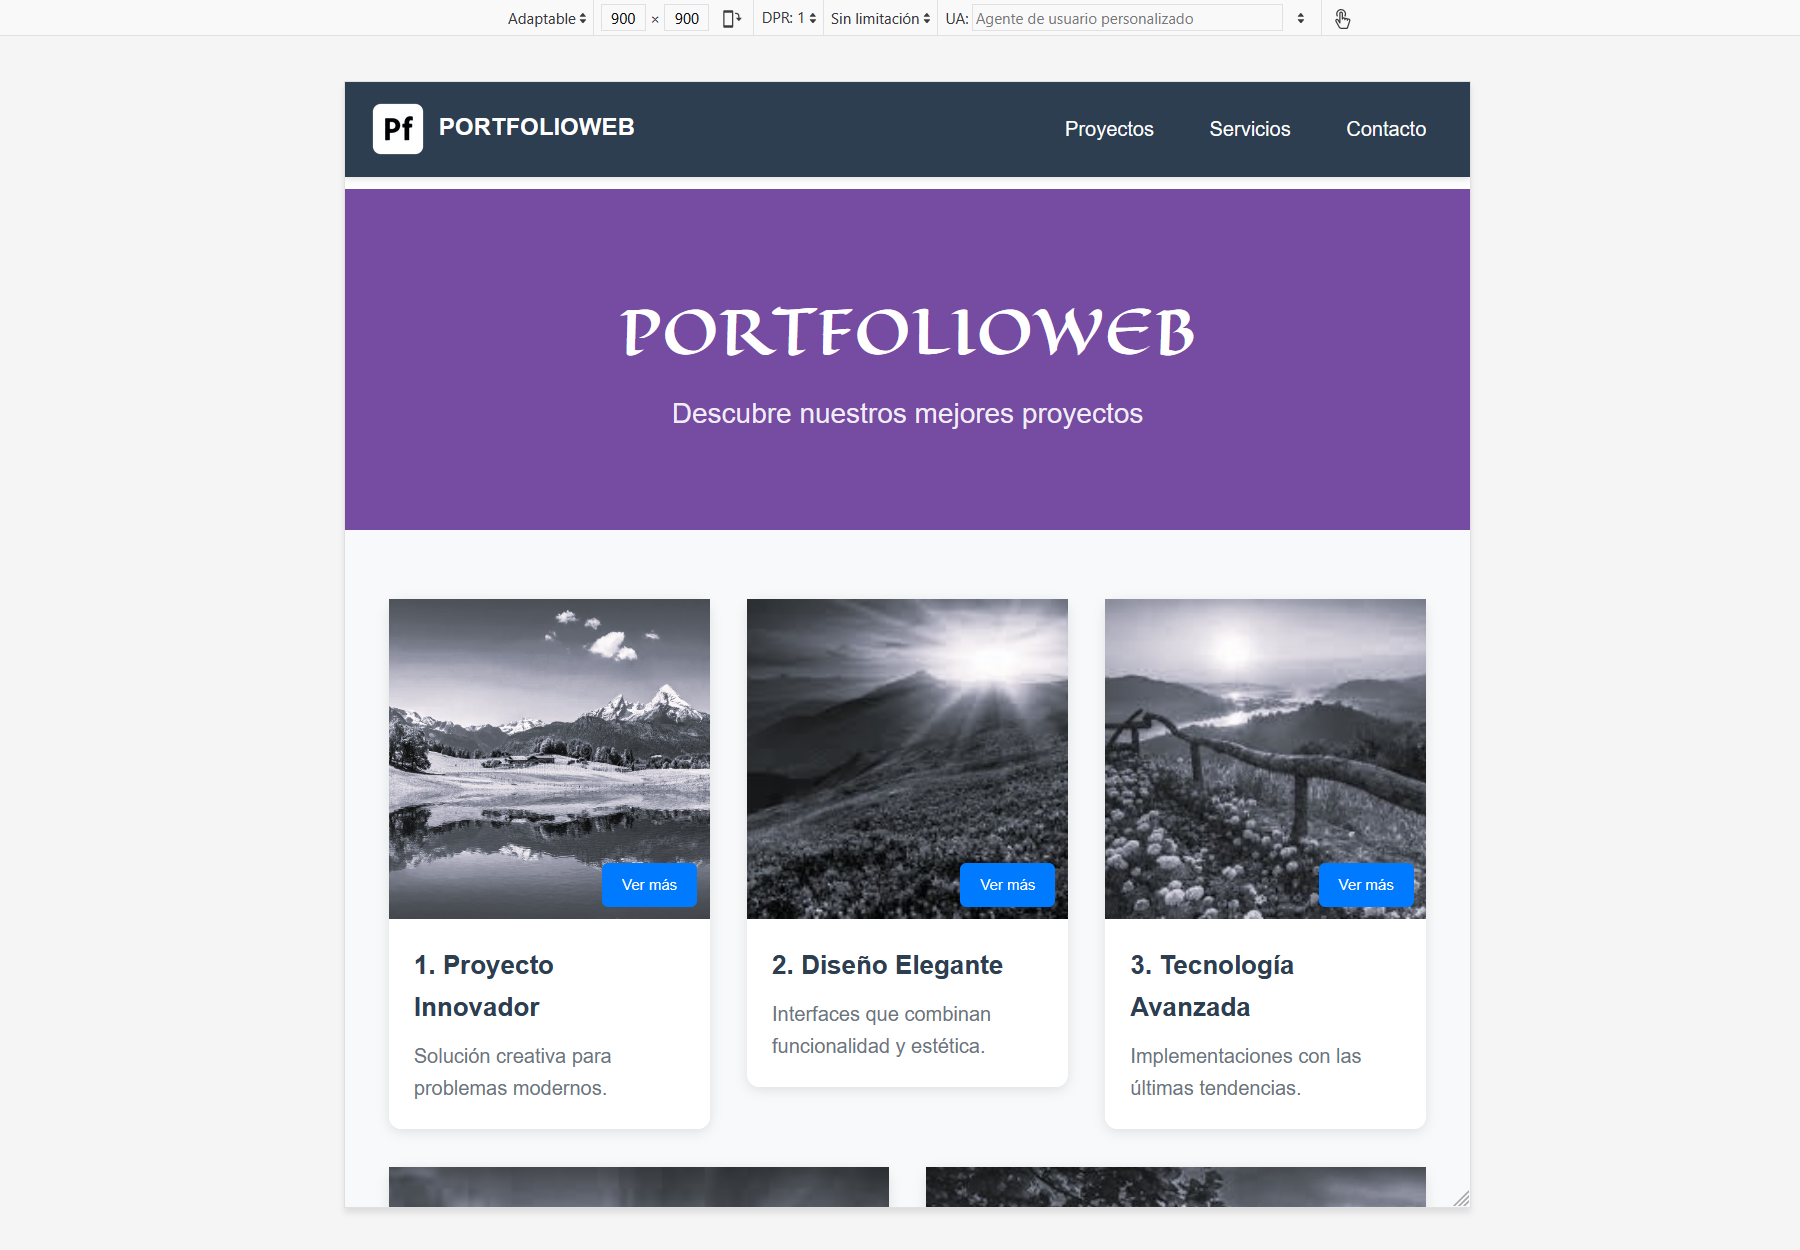 Adaptable 900 × 900 DPR: 1 Sin limitación UA: Agente de usuario personalizado
Pf PORTFOLIOWEB Proyectos Servicios Contacto
PORTFOLIOWEB
Descubre nuestros mejores proyectos
Ver más Ver más Ver más
1. Proyecto
Innovador
Solución creativa para
problemas modernos.
2. Diseño Elegante
Interfaces que combinan
funcionalidad y estética.
3. Tecnología
Avanzada
Implementaciones con las
últimas tendencias.